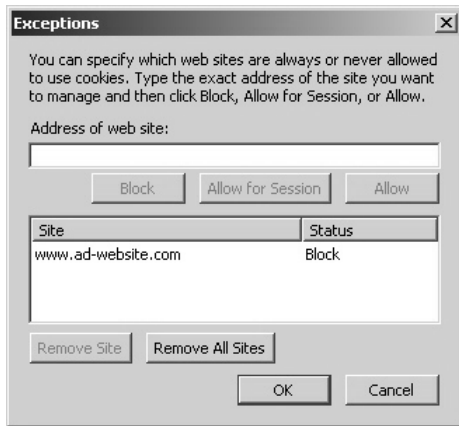 Exceptions
You can specify which web sites are always or never allowed
to use cookies. Type the exact address of the site you want
to manage and then click Block, Allow for Session, or Allow.
Address of web site:
Block Allow for Session Allow
Site Status
www.ad-website.com Block
Remove Site Remove All Sites
OK Cancel